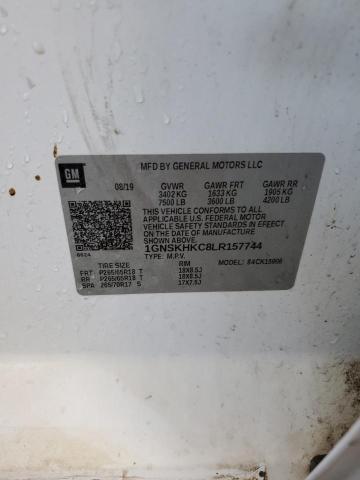 GM
MFD BY GENERAL MOTORS LLC
08/19 GVWR GAWR FRT GAWR RR
3402 KG 1633 KG 1905 KG
7500 LB 3600 LB 4200 LB
THIS VEHICLE CONFORMS TO ALL APPLICABLE
U.S. FEDERAL MOTOR VEHICLE SAFETY
STANDARDS IN EFFECT ON THE DATE OF
MANUFACTURE SHOWN ABOVE.
1GNSKHKC8LR157744
TYPE: M.P.V. MODEL:
TIRE SIZE RIM
FRT P265/65R18 T 18X8.5J
RR P265/65R18 T 18X8.5J
SPA 265/70R17 S 17X7.5J